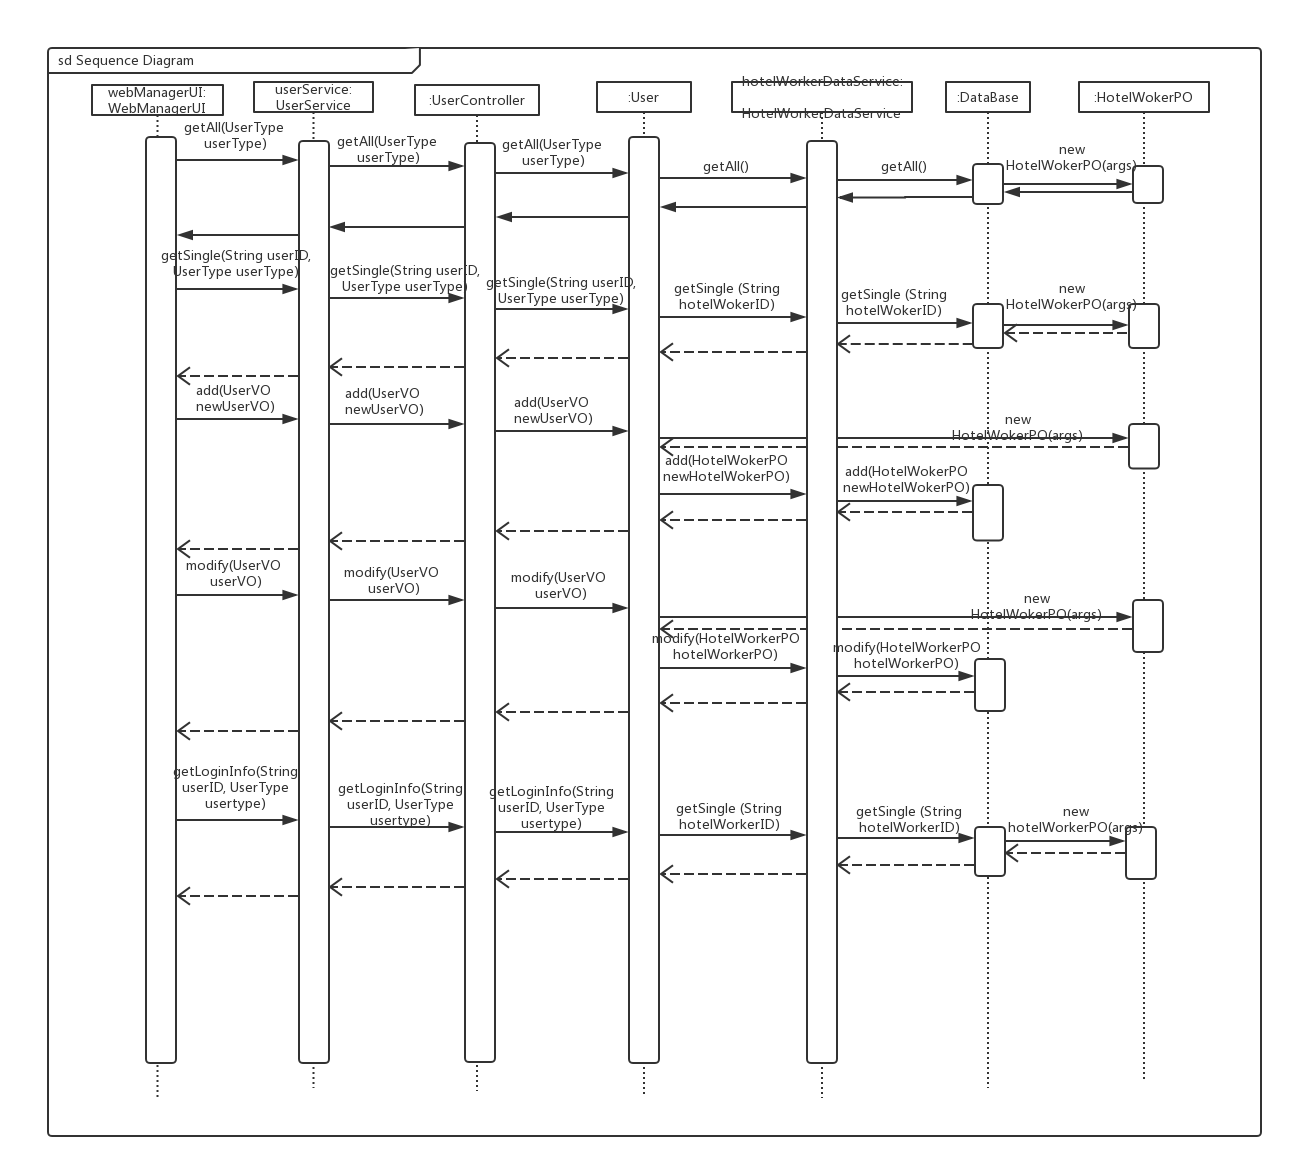 sd Sequence Diagram
webManagerUI:
WebManagerUI
userService:
UserService
:UserController
:User
hotelWorkerDataService:
HotelWorkerDataService
:DataBase
:HotelWokerPO
getAll(UserType
userType)
getAll(UserType
userType)
getAll(UserType
userType)
getAll()
getAll()
new
HotelWokerPO(args)
getSingle(String userID,
UserType userType)
getSingle(String userID,
UserType userType)
getSingle(String userID,
UserType userType)
getSingle (String
hotelWokerID)
getSingle (String
hotelWokerID)
new
HotelWokerPO(args)
add(UserVO
newUserVO)
add(UserVO
newUserVO)
add(UserVO
newUserVO)
new
HotelWokerPO(args)
add(HotelWokerPO
newHotelWokerPO)
add(HotelWokerPO
newHotelWokerPO)
modify(UserVO
userVO)
modify(UserVO
userVO)
modify(UserVO
userVO)
new
HotelWokerPO(args)
modify(HotelWorkerPO
hotelWorkerPO)
modify(HotelWorkerPO
hotelWorkerPO)
getLoginInfo(String
userID, UserType
usertype)
getLoginInfo(String
userID, UserType
usertype)
getLoginInfo(String
userID, UserType
usertype)
getSingle (String
hotelWorkerID)
getSingle (String
hotelWorkerID)
new
hotelWorkerPO(args)